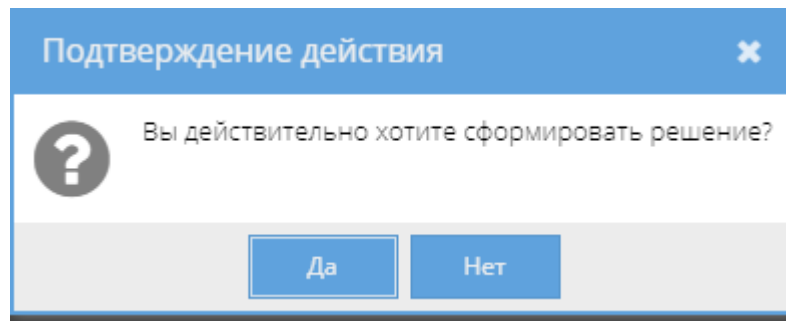 Подтверждение действия
Вы действительно хотите сформировать решение?
Да
Нет